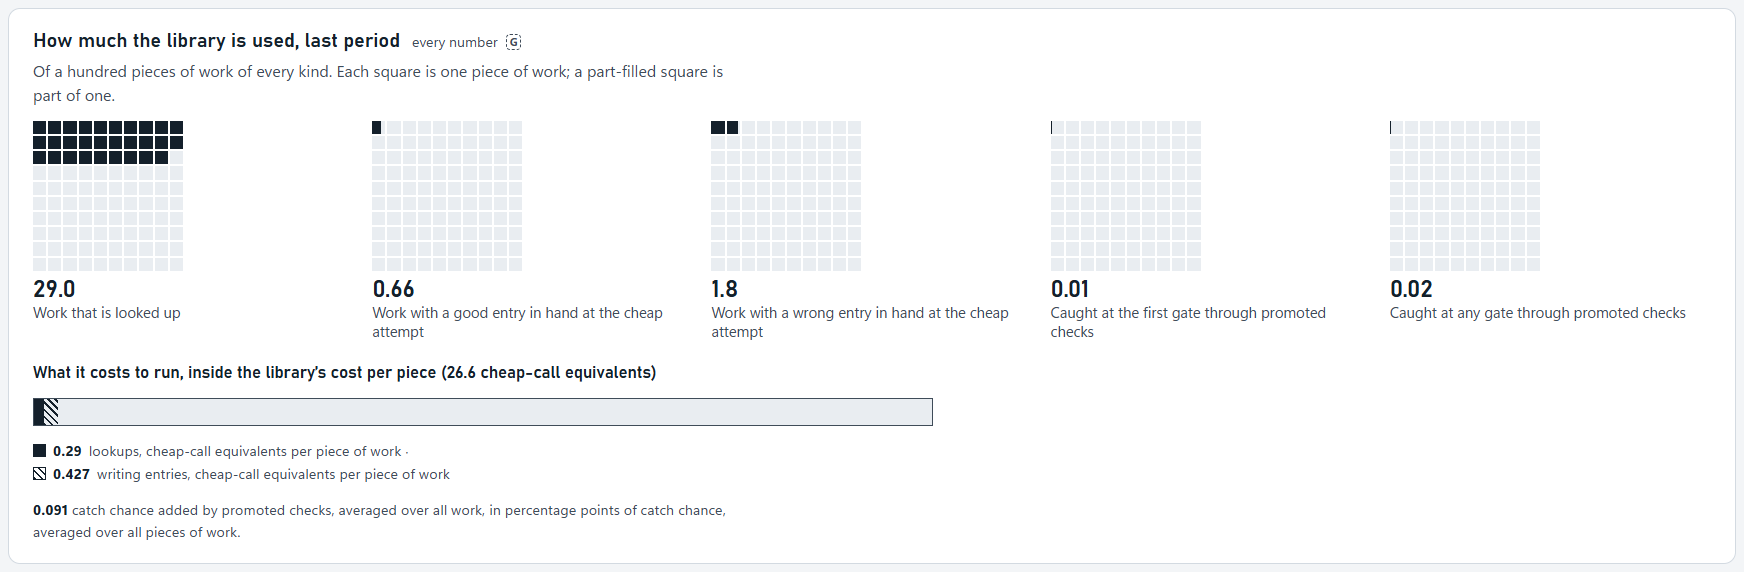 How much the library is used, last period every number G
Of a hundred pieces of work of every kind. Each square is one piece of work; a part-filled square is
part of one.
29.0
Work that is looked up
0.66
Work with a good entry in hand at the cheap
attempt
1.8
Work with a wrong entry in hand at the cheap
attempt
0.01
Caught at the first gate through promoted
checks
0.02
Caught at any gate through promoted checks
What it costs to run, inside the library's cost per piece (26.6 cheap-call equivalents)
0.29 lookups, cheap-call equivalents per piece of work ·
0.427 writing entries, cheap-call equivalents per piece of work
0.091 catch chance added by promoted checks, averaged over all work, in percentage points of catch chance,
averaged over all pieces of work.